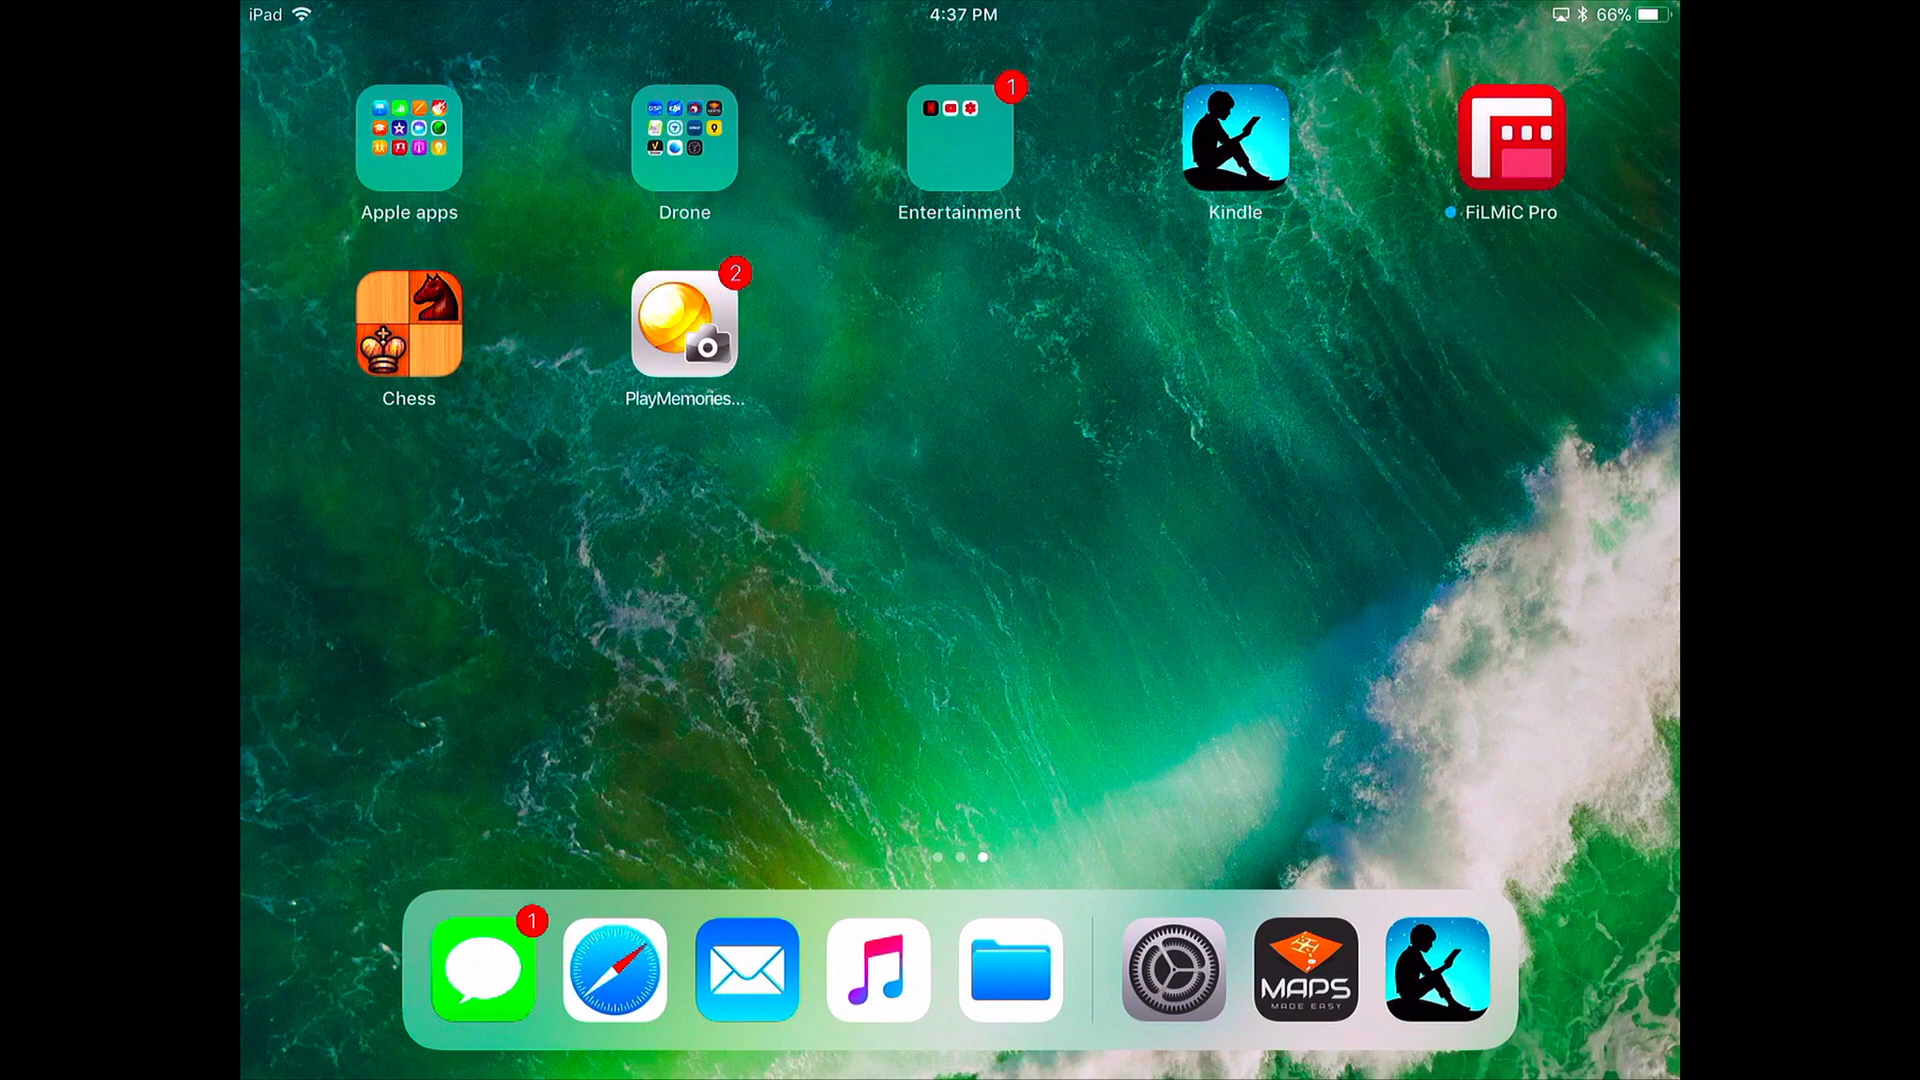 iPad
4:37 PM
66%
1
Apple apps
Drone
Entertainment
Kindle
FiLMiC Pro
2
Chess
PlayMemories...
1
MAPS
MADE EASY